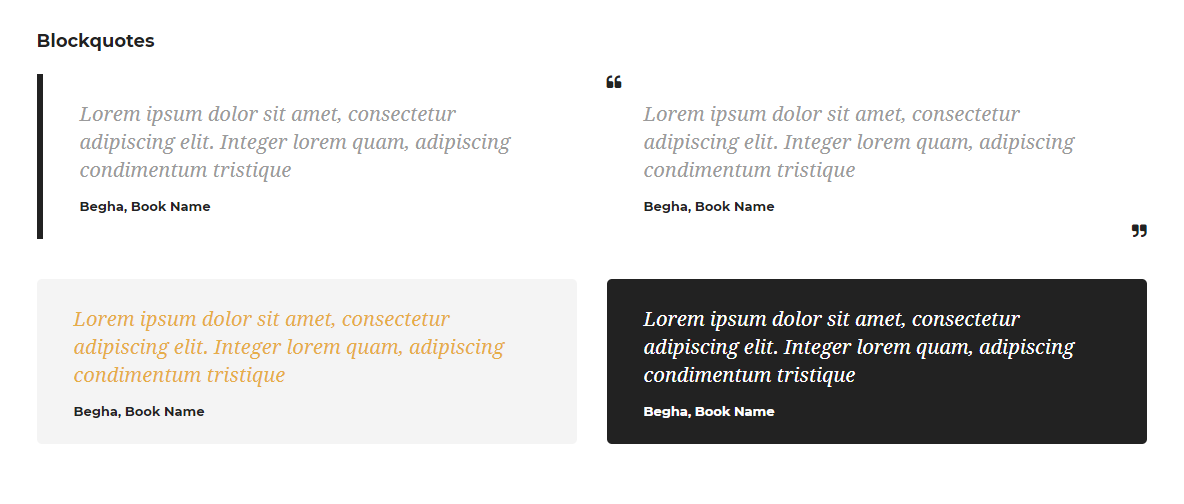 Blockquotes
Lorem ipsum dolor sit amet, consectetur
adipiscing elit. Integer lorem quam, adipiscing
condimentum tristique
Begha, Book Name
❝
Lorem ipsum dolor sit amet, consectetur
adipiscing elit. Integer lorem quam, adipiscing
condimentum tristique
Begha, Book Name
❞
Lorem ipsum dolor sit amet, consectetur
adipiscing elit. Integer lorem quam, adipiscing
condimentum tristique
Begha, Book Name
Lorem ipsum dolor sit amet, consectetur
adipiscing elit. Integer lorem quam, adipiscing
condimentum tristique
Begha, Book Name